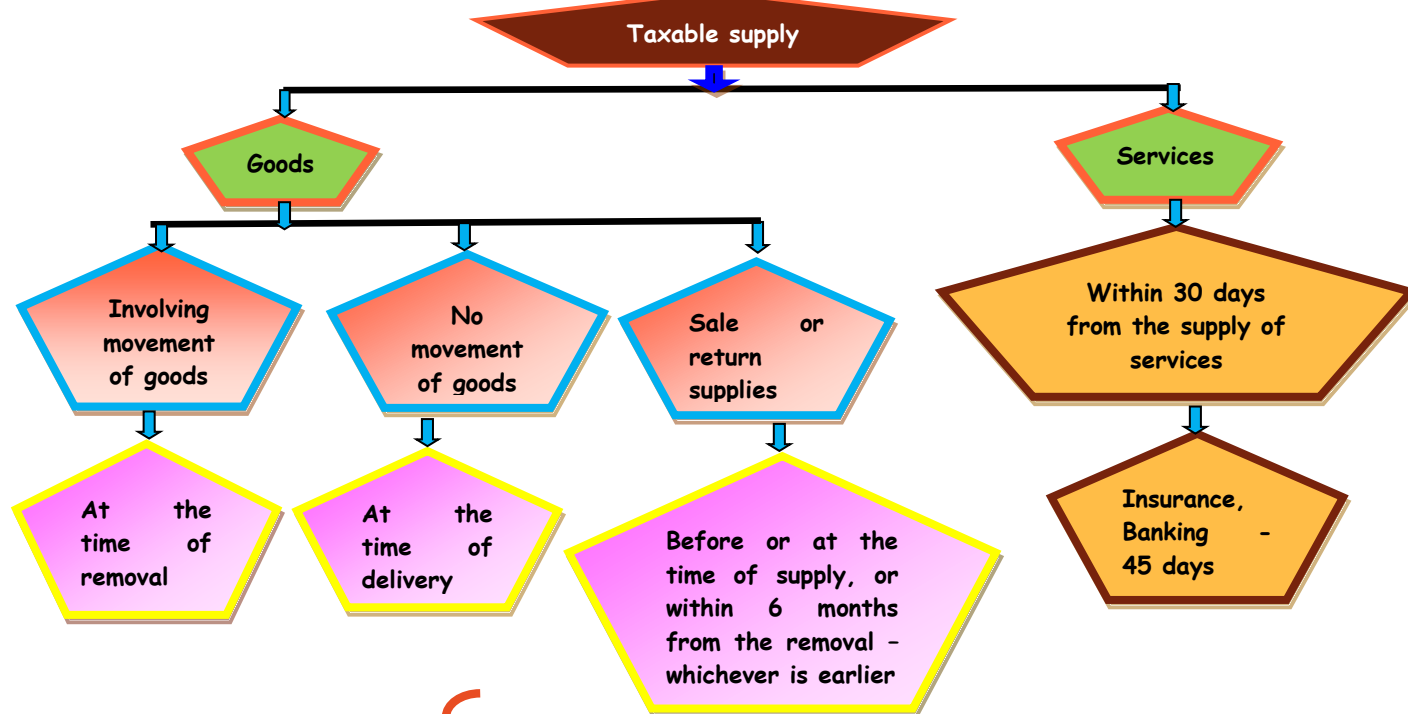 Taxable supply
Goods
Services
Involving
movement
of goods
No
movement
of goods
Sale or
return
supplies
Within 30 days
from the supply of
services
At the
time of
removal
At the
time of
delivery
Before or at the
time of supply, or
within 6 months
from the removal –
whichever is earlier
Insurance,
Banking -
45 days